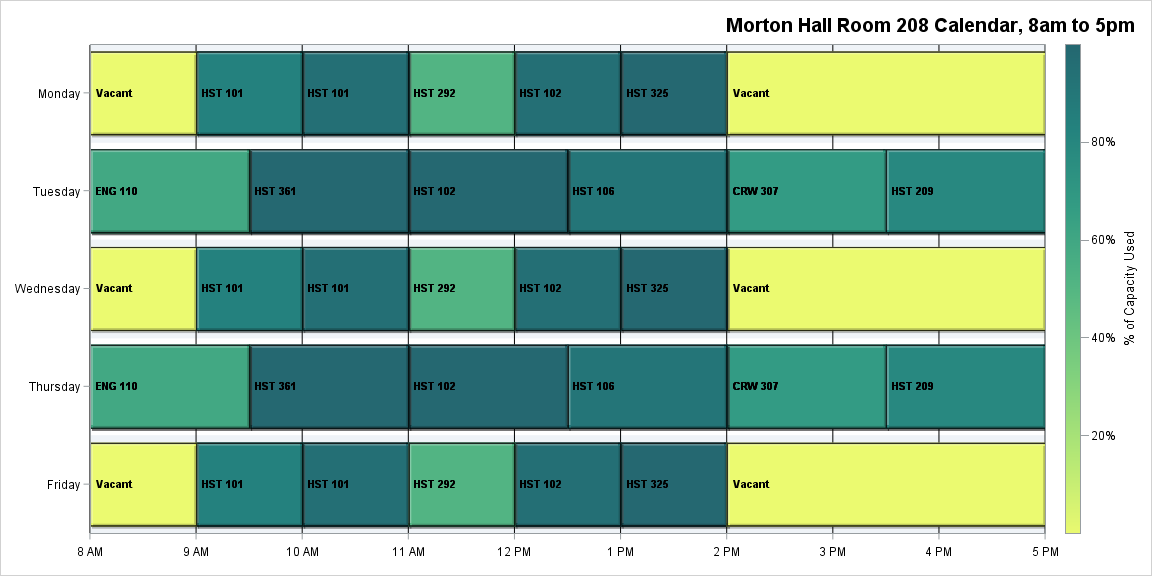 Morton Hall Room 208 Calendar, 8am to 5pm
Monday Vacant HST 101 HST 101 HST 292 HST 102 HST 325 Vacant
Tuesday ENG 110 HST 361 HST 102 HST 106 CRW 307 HST 209
Wednesday Vacant HST 101 HST 101 HST 292 HST 102 HST 325 Vacant
Thursday ENG 110 HST 361 HST 102 HST 106 CRW 307 HST 209
Friday Vacant HST 101 HST 101 HST 292 HST 102 HST 325 Vacant
8 AM 9 AM 10 AM 11 AM 12 PM 1 PM 2 PM 3 PM 4 PM 5 PM
80%
60%
40%
20%
% of Capacity Used